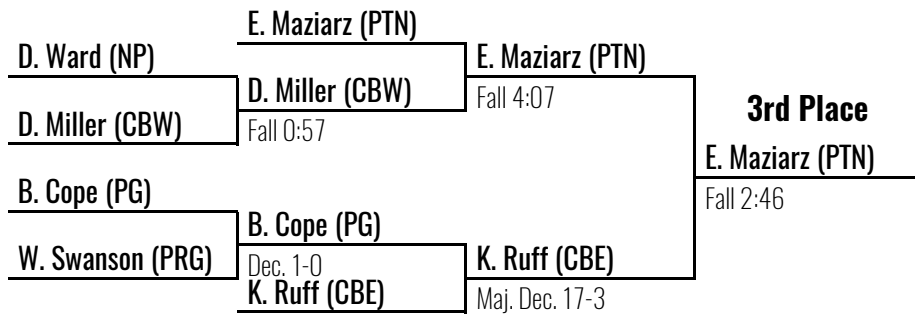 E. Maziarz (PTN)
D. Ward (NP)
E. Maziarz (PTN)
D. Miller (CBW)
Fall 4:07
3rd Place
D. Miller (CBW)
Fall 0:57
E. Maziarz (PTN)
B. Cope (PG)
Fall 2:46
B. Cope (PG)
W. Swanson (PRG)
Dec. 1-0
K. Ruff (CBE)
K. Ruff (CBE)
Maj. Dec. 17-3